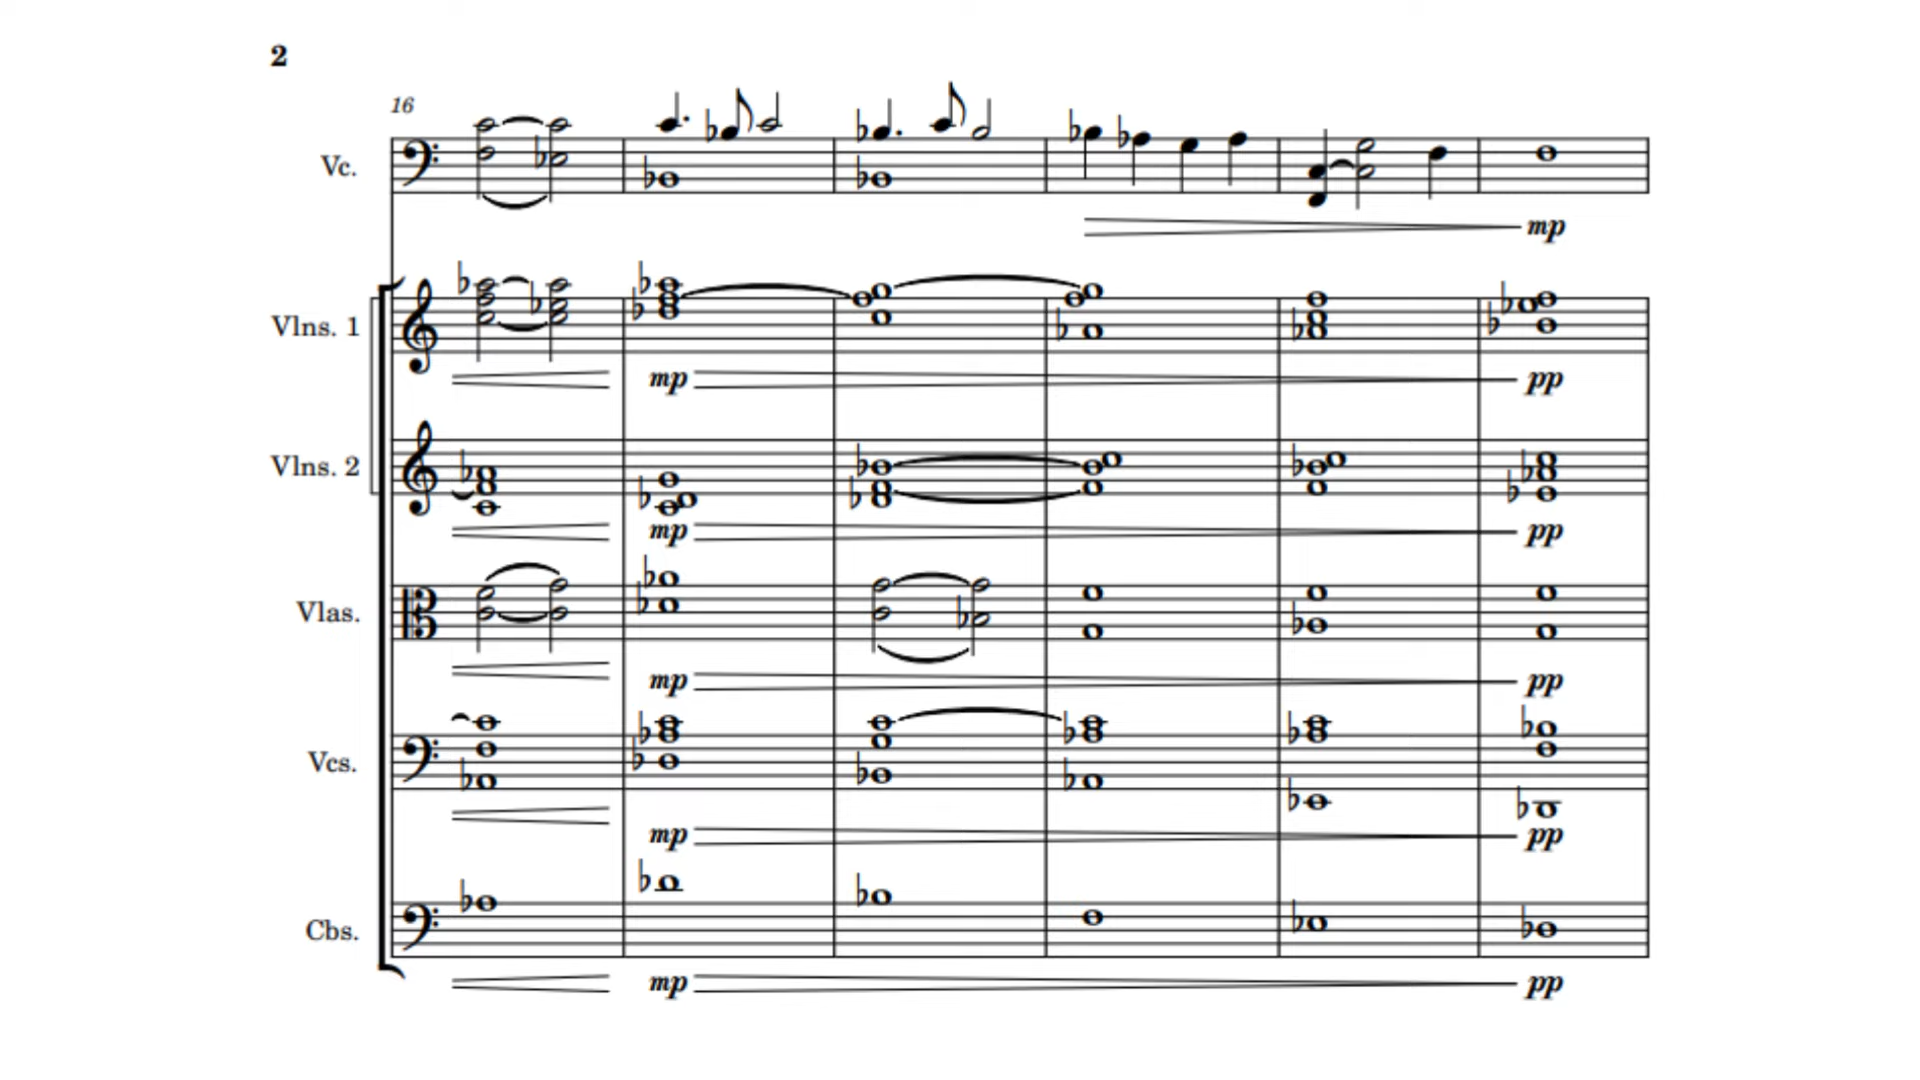 2
16
Vc.
mp
Vlns. 1
mp pp
Vlns. 2
mp pp
Vlas.
mp pp
Vcs.
mp pp
Cbs.
mp pp